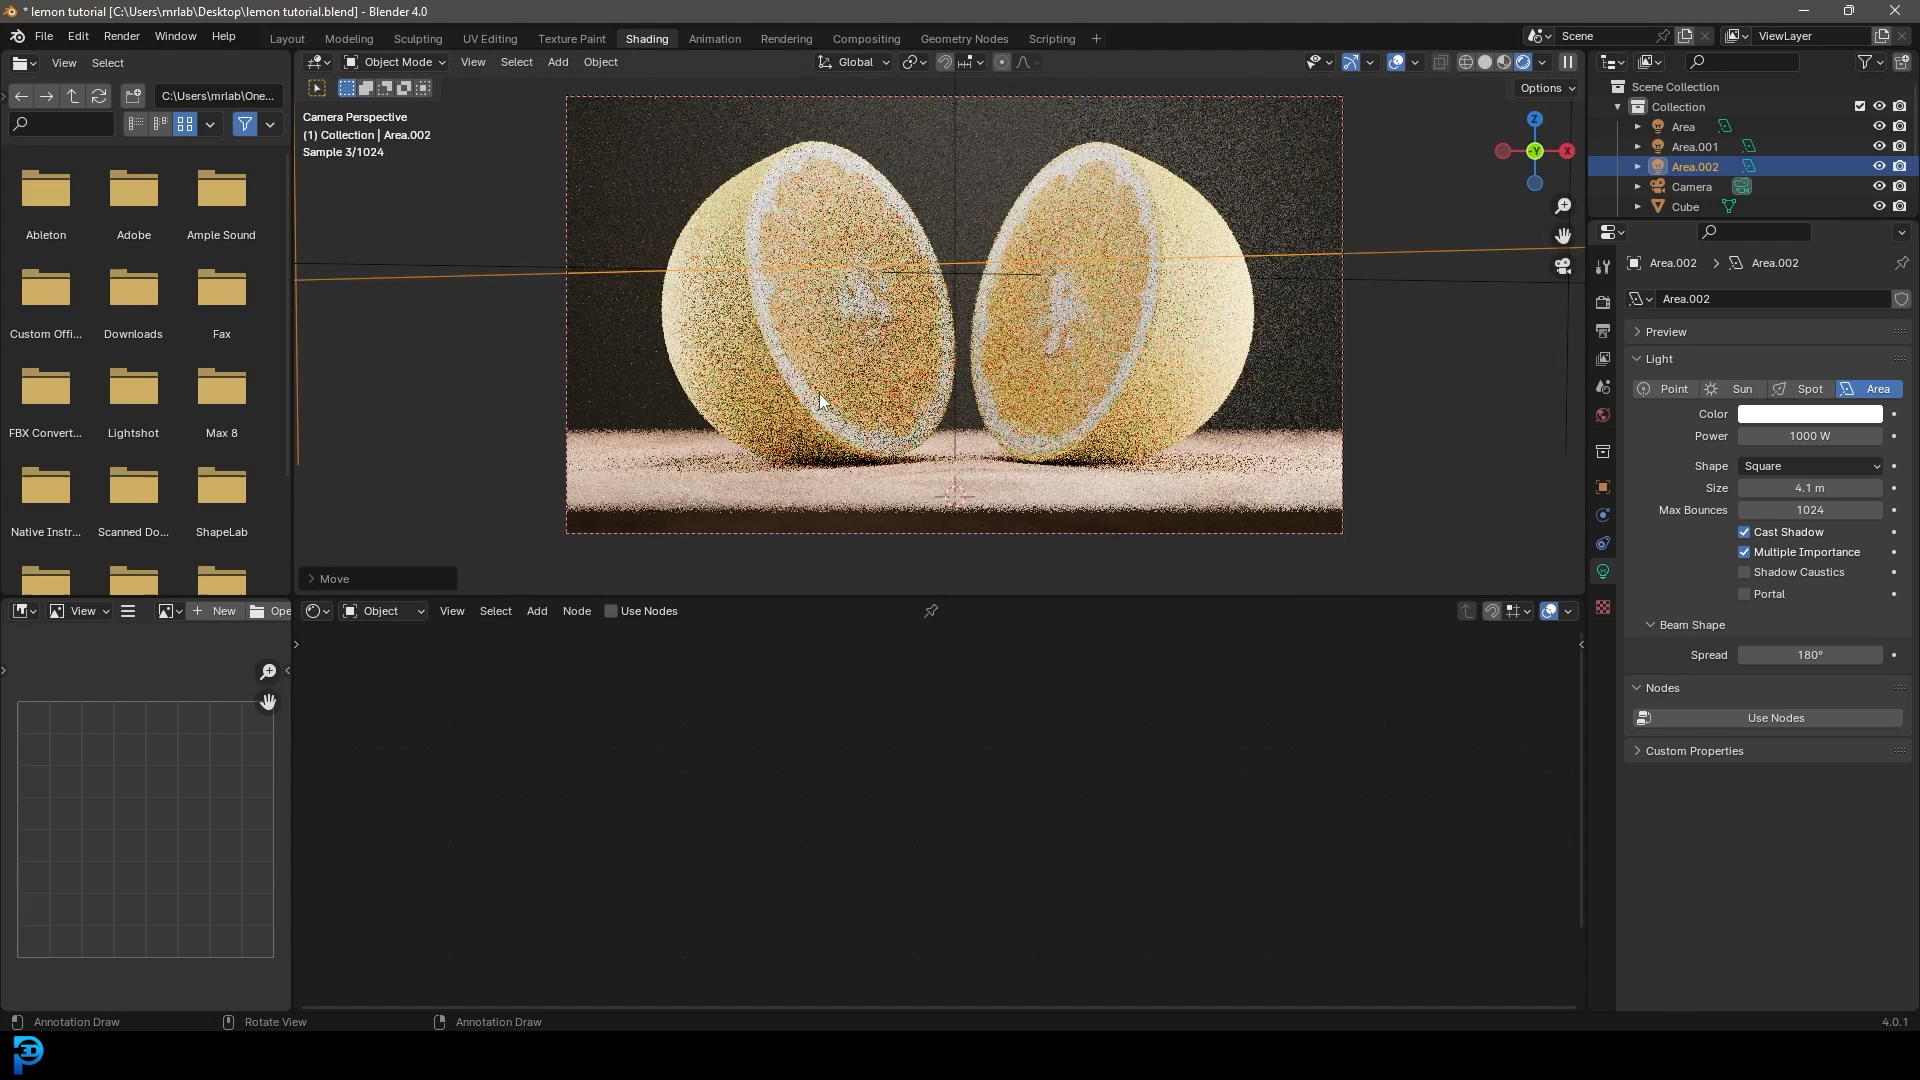 * lemon tutorial [C:\Users\mrlab\Desktop\lemon tutorial.blend] - Blender 4.0
File Edit Render Window Help
Layout Modeling Sculpting UV Editing Texture Paint Shading Animation Rendering Compositing Geometry Nodes Scripting +
Scene
ViewLayer
View Select
Object Mode View Select Add Object
Global
C:\Users\mrlab\One...
Options
Camera Perspective
(1) Collection | Area.002
Sample 3/1024
Z
-Y
X
Ableton Adobe Ample Sound
Custom Offi... Downloads Fax
FBX Convert... Lightshot Max 8
Native Instr... Scanned Do... ShapeLab
Move
View
New
Ope
Object View Select Add Node Use Nodes
Scene Collection
Collection
Area
Area.001
Area.002
Camera
Cube
Area.002 > Area.002
Area.002
Preview
Light
Point Sun Spot Area
Color
Power 1000 W
Shape Square
Size 4.1 m
Max Bounces 1024
Cast Shadow
Multiple Importance
Shadow Caustics
Portal
Beam Shape
Spread 180°
Nodes
Use Nodes
Custom Properties
Annotation Draw Rotate View Annotation Draw
4.0.1